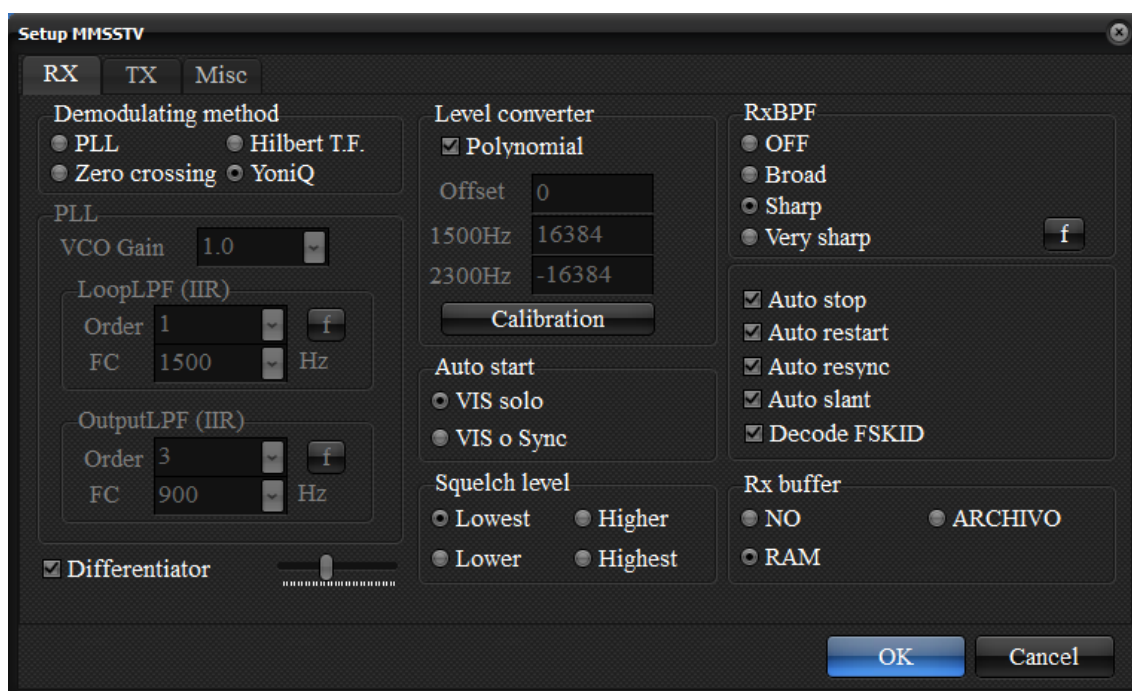 Setup MMSSTV
RX TX Misc
Demodulating method
PLL Hilbert T.F.
Zero crossing YoniQ
PLL
VCO Gain 1.0
LoopLPF (IIR)
Order 1 f
FC 1500 Hz
OutputLPF (IIR)
Order 3 f
FC 900 Hz
Differentiator
Level converter
Polynomial
Offset 0
1500Hz 16384
2300Hz -16384
Calibration
Auto start
VIS solo
VIS o Sync
Squelch level
Lowest Higher
Lower Highest
RxBPF
OFF
Broad
Sharp
Very sharp f
Auto stop
Auto restart
Auto resync
Auto slant
Decode FSKID
Rx buffer
NO ARCHIVO
RAM
OK Cancel